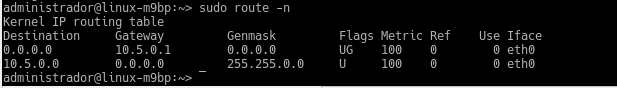 administrador@linux-m9bp:~> sudo route -n
Kernel IP routing table
Destination     Gateway         Genmask         Flags Metric Ref    Use Iface
0.0.0.0         10.5.0.1        0.0.0.0         UG    100    0        0 eth0
10.5.0.0        0.0.0.0         255.255.0.0     U     100    0        0 eth0
administrador@linux-m9bp:~>